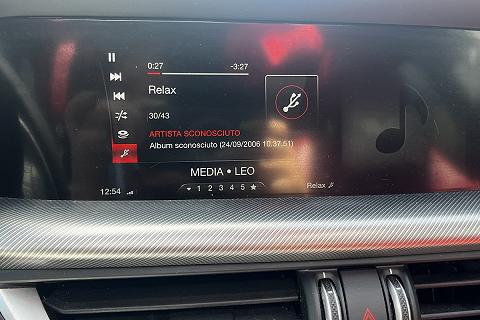 0:27 -3:27
Relax
30/43
ARTISTA SCONOSCIUTO
Album sconosciuto (24/09/2006 10.37.51)
MEDIA • LEO
12:54 1 2 3 4 5 Relax